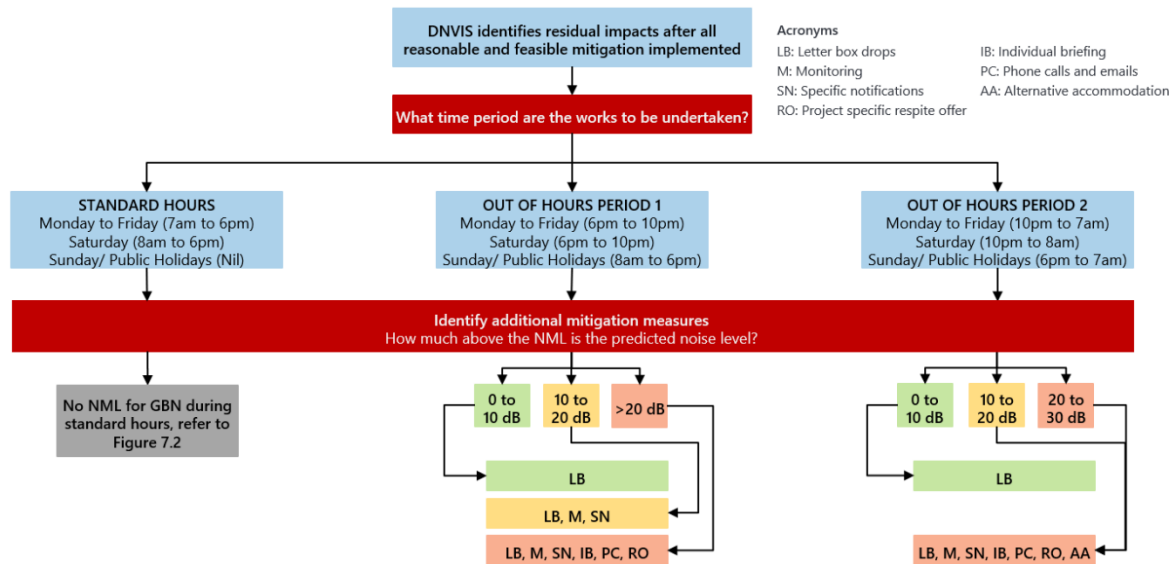 DNVIS identifies residual impacts after all
reasonable and feasible mitigation implemented
Acronyms
LB: Letter box drops
IB: Individual briefing
M: Monitoring
PC: Phone calls and emails
SN: Specific notifications
AA: Alternative accommodation
RO: Project specific respite offer
What time period are the works to be undertaken?
STANDARD HOURS
Monday to Friday (7am to 6pm)
Saturday (8am to 6pm)
Sunday/ Public Holidays (Nil)
OUT OF HOURS PERIOD 1
Monday to Friday (6pm to 10pm)
Saturday (6pm to 10pm)
Sunday/ Public Holidays (8am to 6pm)
OUT OF HOURS PERIOD 2
Monday to Friday (10pm to 7am)
Saturday (10pm to 8am)
Sunday/ Public Holidays (6pm to 7am)
Identify additional mitigation measures
How much above the NML is the predicted noise level?
No NML for GBN during
standard hours, refer to
Figure 7.2
0 to
10 dB
10 to
20 dB
>20 dB
LB
LB, M, SN
LB, M, SN, IB, PC, RO
0 to
10 dB
10 to
20 dB
20 to
30 dB
LB
LB, M, SN, IB, PC, RO, AA